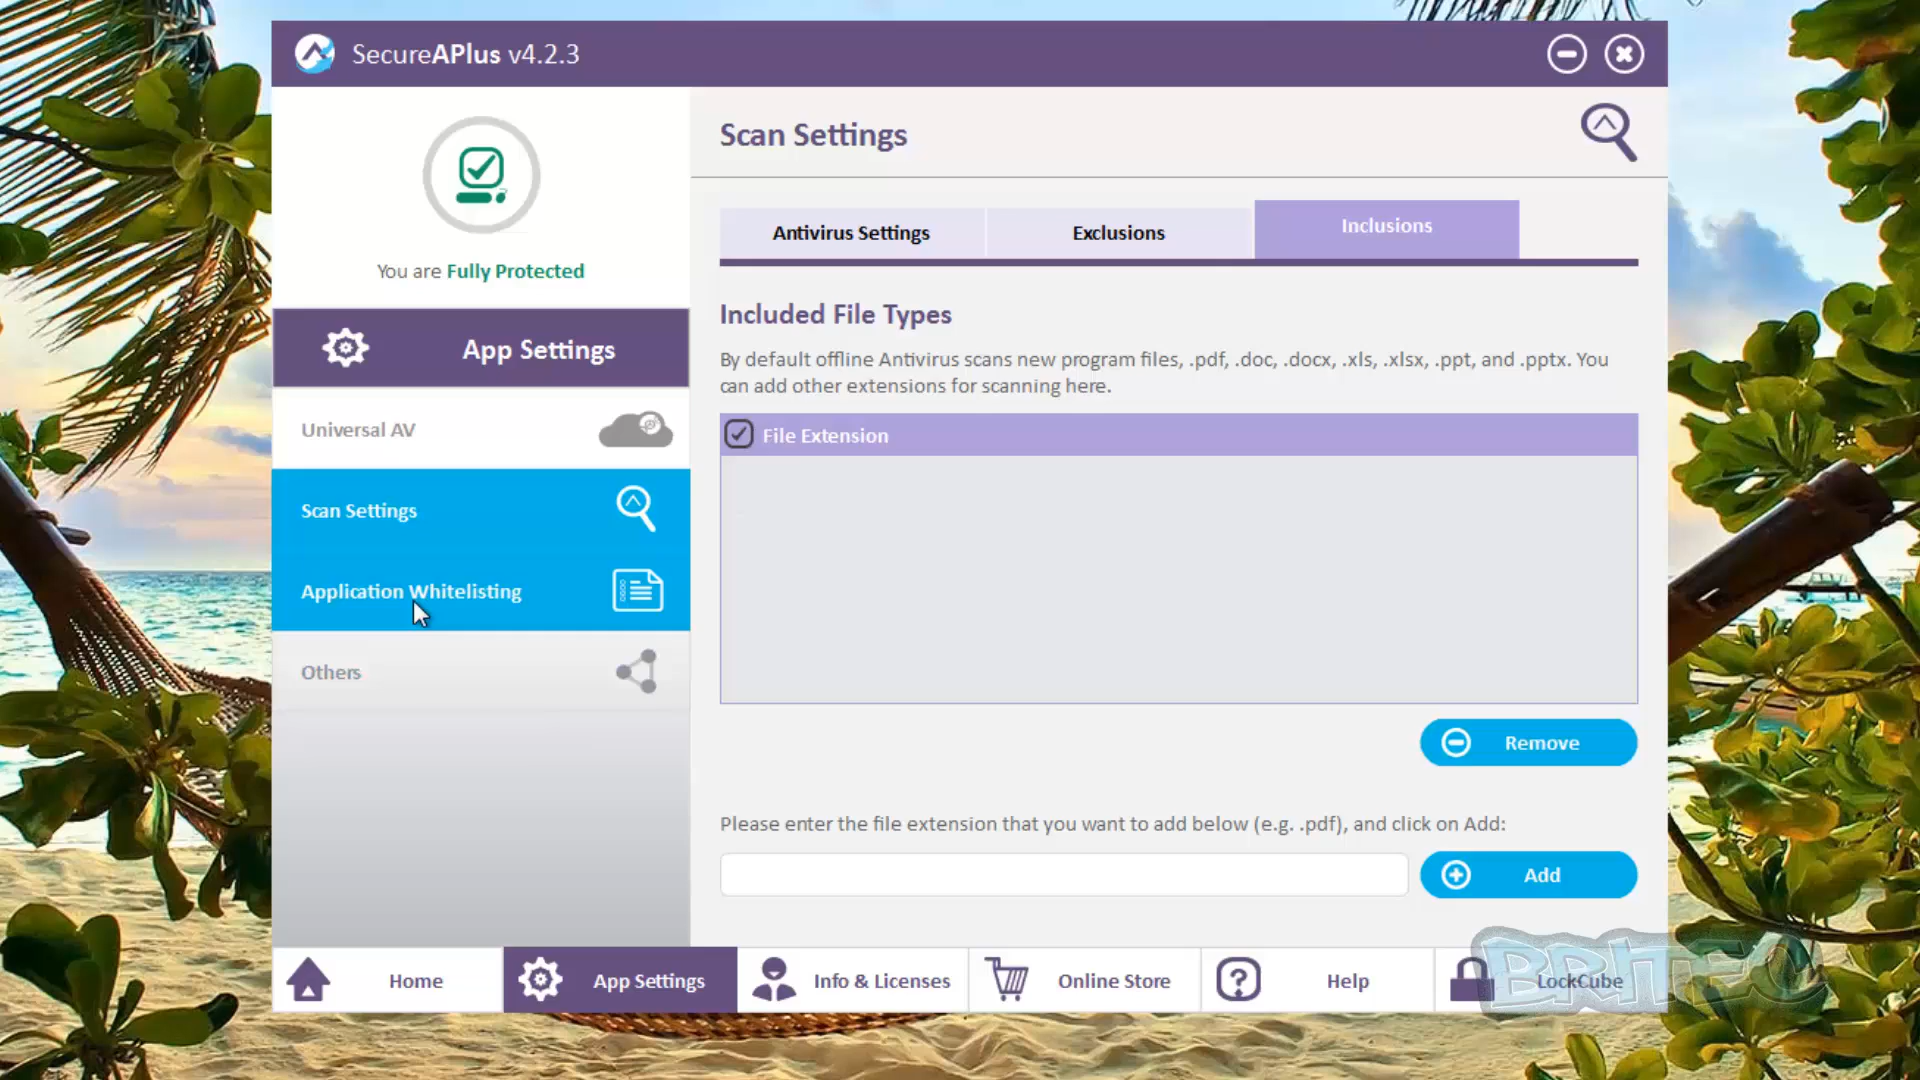 SecureAPlus v4.2.3
You are Fully Protected
App Settings
Universal AV
Scan Settings
Application Whitelisting
Others
Scan Settings
Antivirus Settings
Exclusions
Inclusions
Included File Types
By default offline Antivirus scans new program files, .pdf, .doc, .docx, .xls, .xlsx, .ppt, and .pptx. You
can add other extensions for scanning here.
File Extension
Remove
Please enter the file extension that you want to add below (e.g. .pdf), and click on Add:
Add
Home
App Settings
Info & Licenses
Online Store
Help
LockCube
BRITEC